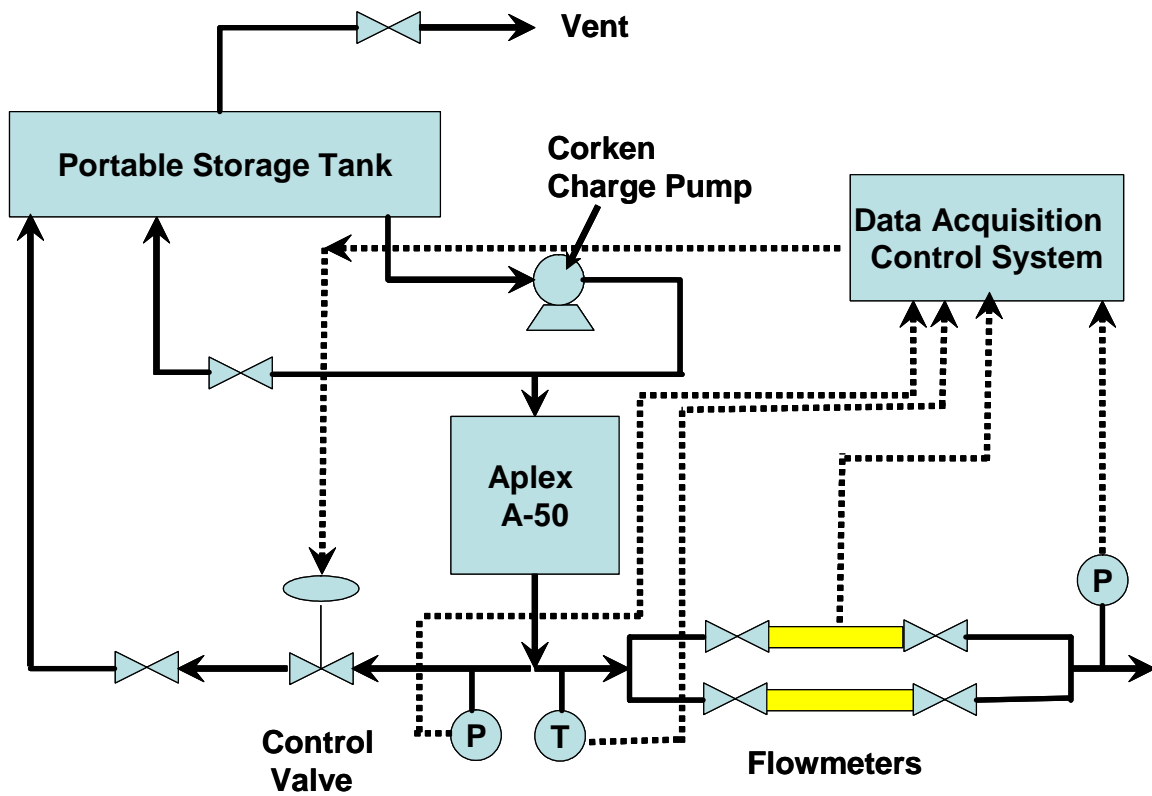 Vent
Portable Storage Tank
Corken
Charge Pump
Data Acquisition
Control System
Aplex
A-50
P
P
T
Control
Valve
Flowmeters